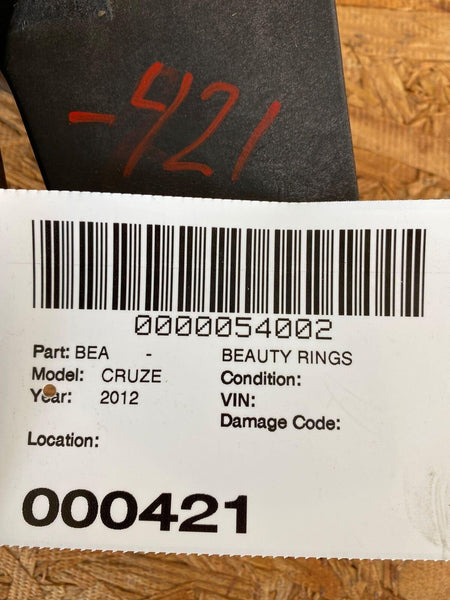 -421
0000054002
Part: BEA - BEAUTY RINGS
Model: CRUZE Condition:
Year: 2012 VIN:
Damage Code:
Location:
000421